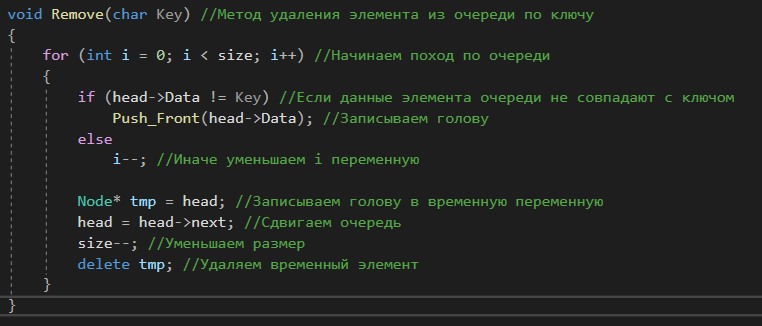 void Remove(char Key) //Метод удаления элемента из очереди по ключу
{
for (int i = 0; i < size; i++) //Начинаем поход по очереди
{
if (head->Data != Key) //Если данные элемента очереди не совпадают с ключом
Push_Front(head->Data); //Записываем голову
else
i--; //Иначе уменьшаем i переменную
Node* tmp = head; //Записываем голову в временную переменную
head = head->next; //Сдвигаем очередь
size--; //Уменьшаем размер
delete tmp; //Удаляем временный элемент
}
}